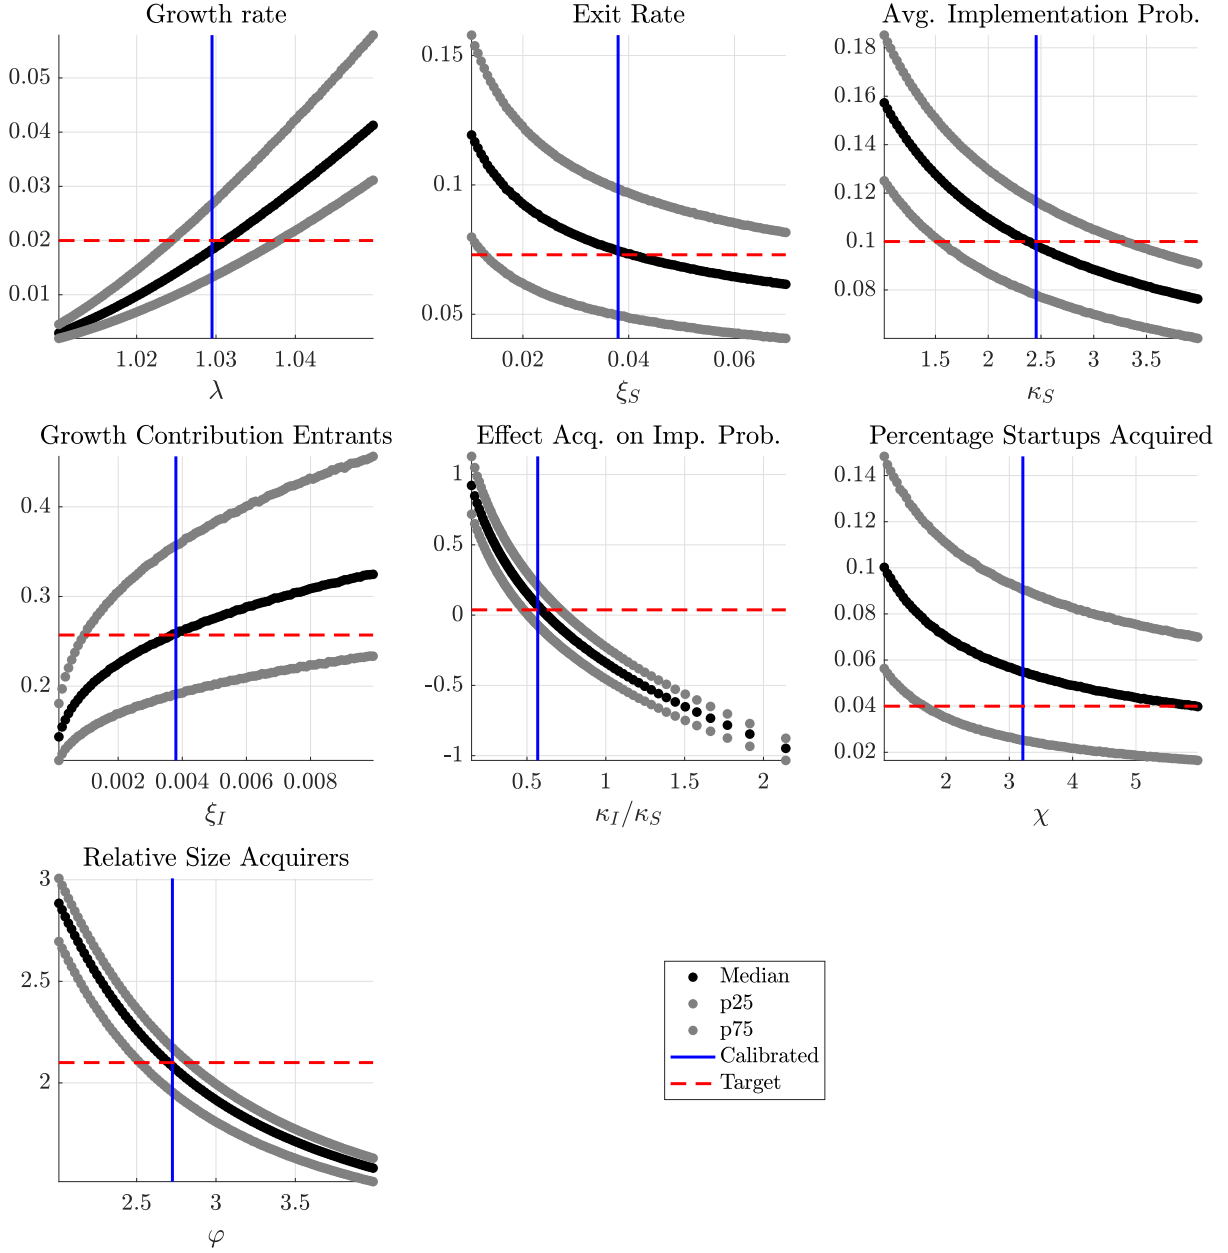 Growth rate
0.05
0.04
0.03
0.02
0.01
1.02 1.03 1.04
λ
Exit Rate
0.15
0.1
0.05
0.02 0.04 0.06
ξ_S
Avg. Implementation Prob.
0.18
0.16
0.14
0.12
0.1
0.08
1.5 2 2.5 3 3.5
κ_S
Growth Contribution Entrants
0.4
0.3
0.2
0.002 0.004 0.006 0.008
ξ_I
Effect Acq. on Imp. Prob.
1
0.5
0
-0.5
-1
0.5 1 1.5 2
κ_I/κ_S
Percentage Startups Acquired
0.14
0.12
0.1
0.08
0.06
0.04
0.02
2 3 4 5
χ
Relative Size Acquirers
3
2.5
2
2.5 3 3.5
φ
Median
p25
p75
Calibrated
Target